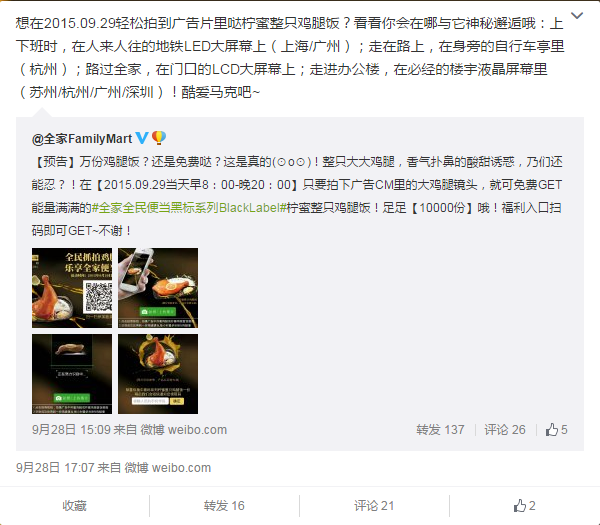 想在2015.09.29轻松拍到广告片里哒柠蜜整只鸡腿饭？看看你会在哪与它神秘邂逅哦：上
下班时，在人来人往的地铁LED大屏幕上（上海/广州）；走在路上，在身旁的自行车亭里
（杭州）；路过全家，在门口的LCD大屏幕上；走进办公楼，在必经的楼宇液晶屏幕里
（苏州/杭州/广州/深圳）！酷爱马克吧~
@全家FamilyMart
【预告】万份鸡腿饭？还是免费哒？这是真的(⊙o⊙)！整只大大鸡腿，香气扑鼻的酸甜诱惑，乃们还
能忍？！在【2015.09.29当天早8：00-晚20：00】只要拍下广告CM里的大鸡腿镜头，就可免费GET
能量满满的#全家全民便当黑标系列BlackLabel#柠蜜整只鸡腿饭！足足【10000份】哦！福利入口扫
码即可GET~不谢！
全民抓拍鸡
乐享全家便
9月28日 15:09 来自 微博 weibo.com
转发 137 评论 26 5
9月28日 17:07 来自 微博 weibo.com
收藏 转发 16 评论 21 2